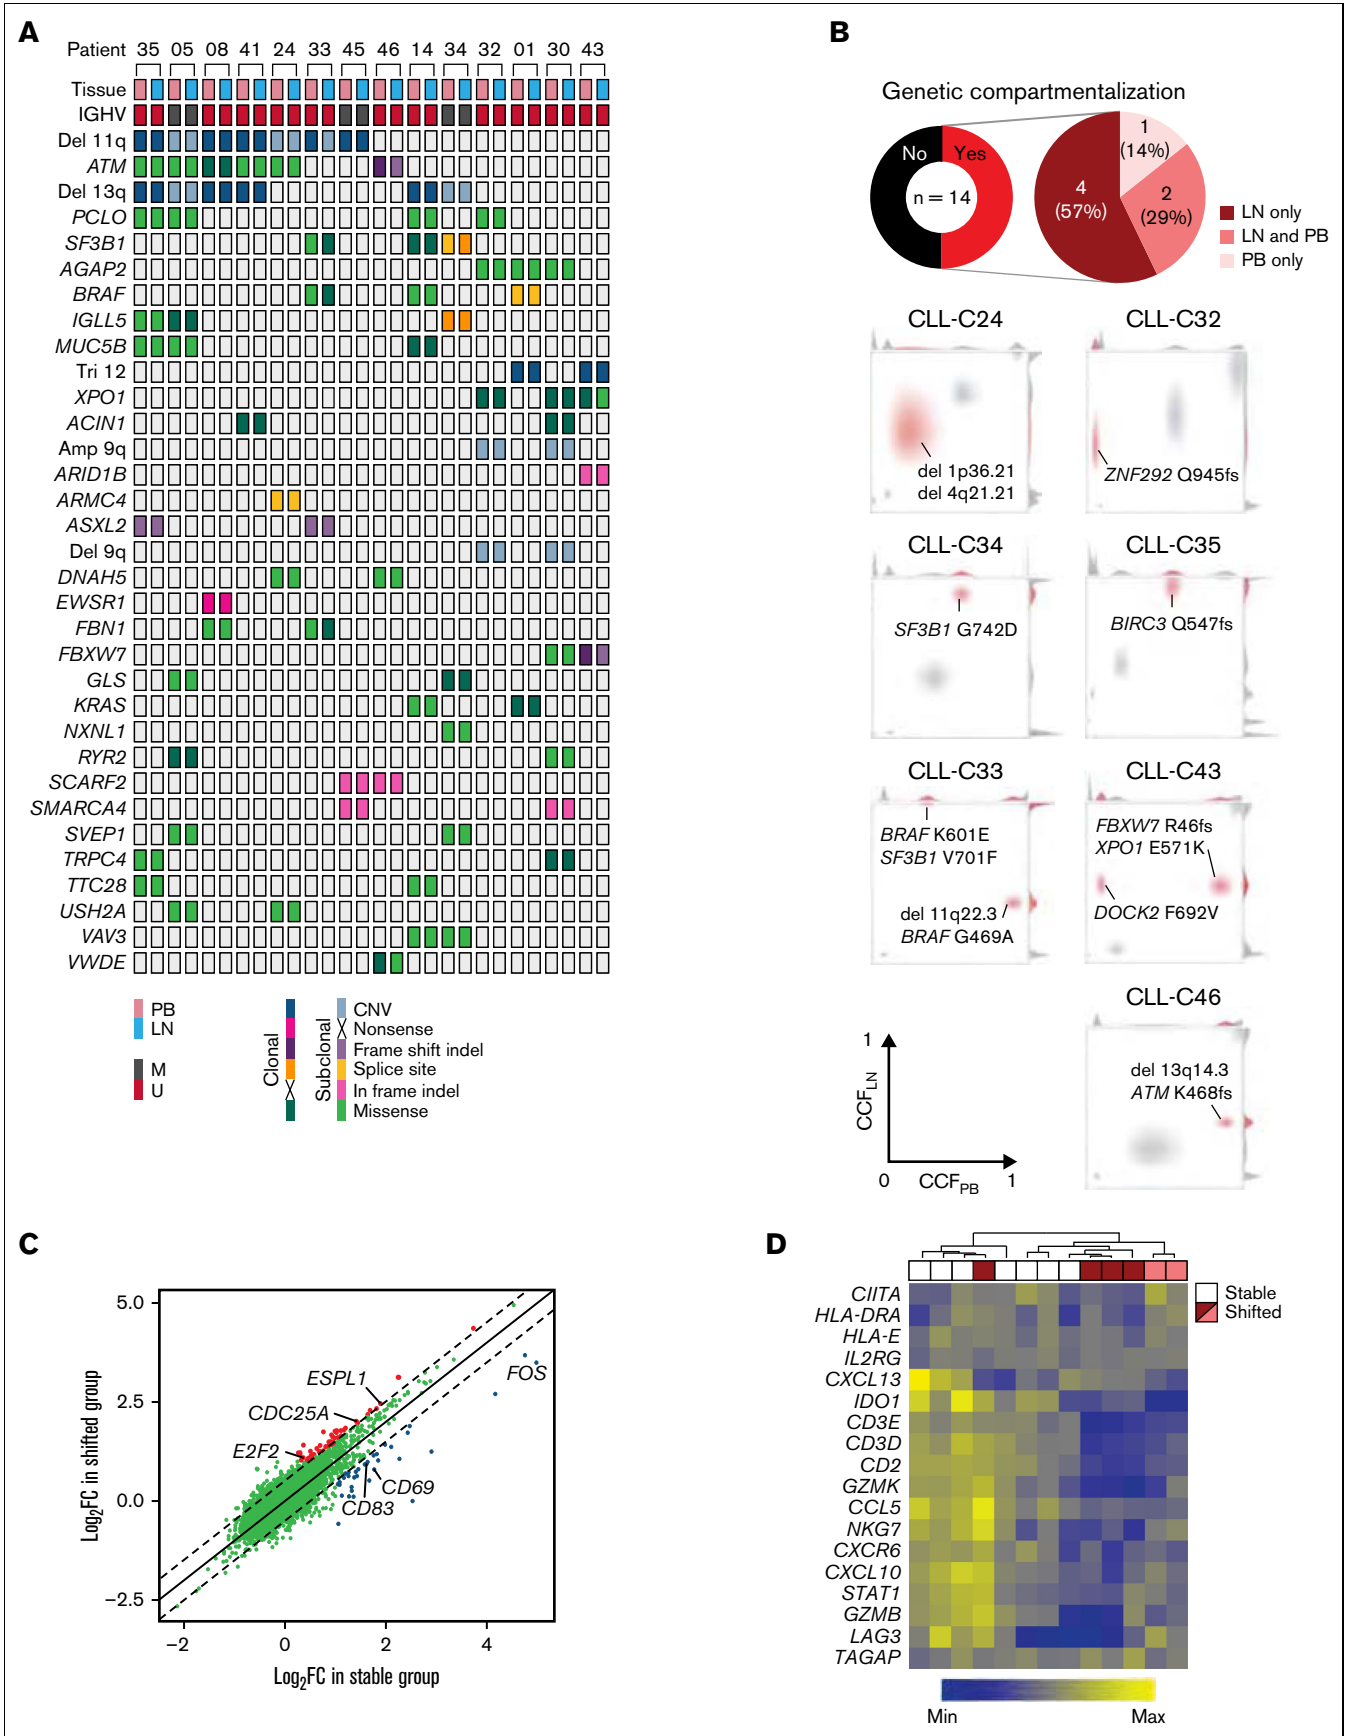 A
Patient 35 05 08 41 24 33 45 46 14 34 32 01 30 43
Tissue
IGHV
Del 11q
ATM
Del 13q
PCLO
SF3B1
AGAP2
BRAF
IGLL5
MUC5B
Tri 12
XPO1
ACIN1
Amp 9q
ARID1B
ARMC4
ASXL2
Del 9q
DNAH5
EWSR1
FBN1
FBXW7
GLS
KRAS
NXNL1
RYR2
SCARF2
SMARCA4
SVEP1
TRPC4
TTC28
USH2A
VAV3
VWDE
PB
LN
M
U
Clonal
Subclonal
CNV
Nonsense
Frame shift indel
Splice site
In frame indel
Missense
B
Genetic compartmentalization
No
Yes
n = 14
1
(14%)
4
(57%)
2
(29%)
LN only
LN and PB
PB only
CLL-C24
del 1p36.21
del 4q21.21
CLL-C32
ZNF292 Q945fs
CLL-C34
SF3B1 G742D
CLL-C35
BIRC3 Q547fs
CLL-C33
BRAF K601E
SF3B1 V701F
del 11q22.3
BRAF G469A
CLL-C43
FBXW7 R46fs
XPO1 E571K
DOCK2 F692V
CLL-C46
del 13q14.3
ATM K468fs
1
CCFLN
0 CCFPB 1
C
5.0
2.5
0.0
−2.5
−2 0 2 4
Log2FC in shifted group
Log2FC in stable group
ESPL1
CDC25A
E2F2
FOS
CD69
CD83
D
Stable
Shifted
CIITA
HLA-DRA
HLA-E
IL2RG
CXCL13
IDO1
CD3E
CD3D
CD2
GZMK
CCL5
NKG7
CXCR6
CXCL10
STAT1
GZMB
LAG3
TAGAP
Min Max